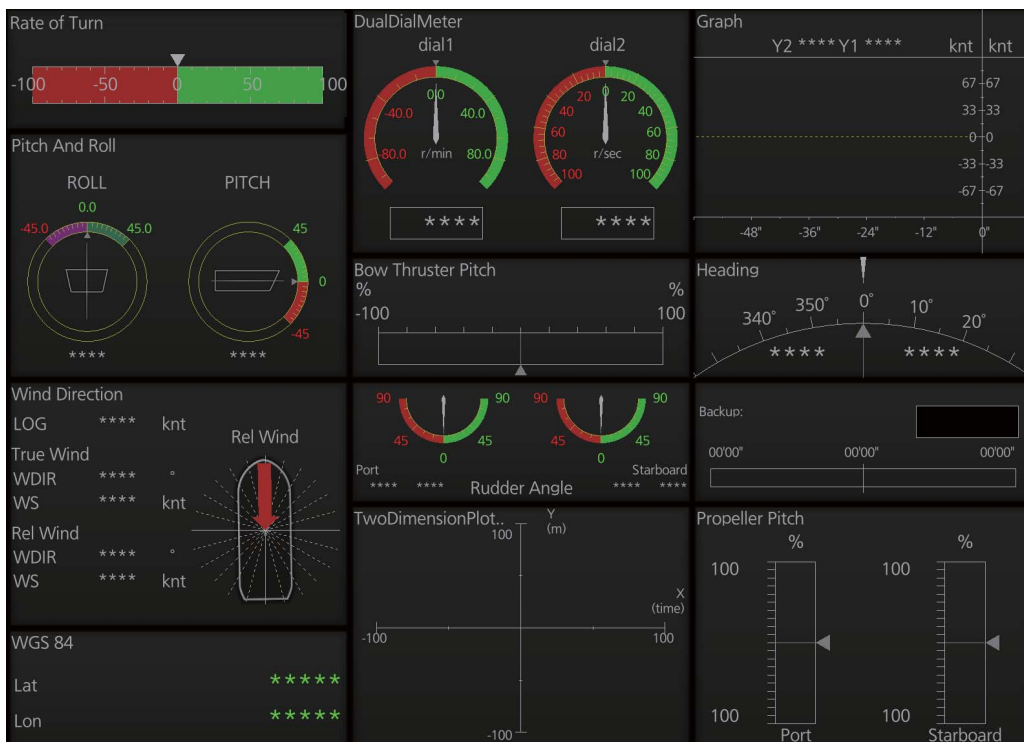 Rate of Turn
-100 -50 0 50 100
Pitch And Roll
ROLL PITCH
0.0
-45.0 45.0
45
0
-45
**** ****
Wind Direction
LOG **** knt
True Wind
WDIR **** °
WS **** knt
Rel Wind
WDIR **** °
WS **** knt
Rel Wind
WGS 84
Lat *****
Lon *****
DualDialMeter
dial1 dial2
0.0
-40.0 40.0
-80.0 80.0
r/min
0
20 20
40 40
60 60
80 80
100 100
r/sec
**** ****
Bow Thruster Pitch
% %
-100 100
90 90 90 90
45 45 45 45
0 0
Port Starboard
**** **** Rudder Angle **** ****
TwoDimensionPlot..
Y
(m)
100
X
(time)
-100 100
-100
Graph
Y2 **** Y1 **** knt knt
67 67
33 33
0 0
-33 -33
-67 -67
-48" -36" -24" -12" 0"
Heading
340° 350° 0° 10° 20°
**** ****
Backup:
00'00" 00'00" 00'00"
Propeller Pitch
% %
100 100
100 100
Port Starboard